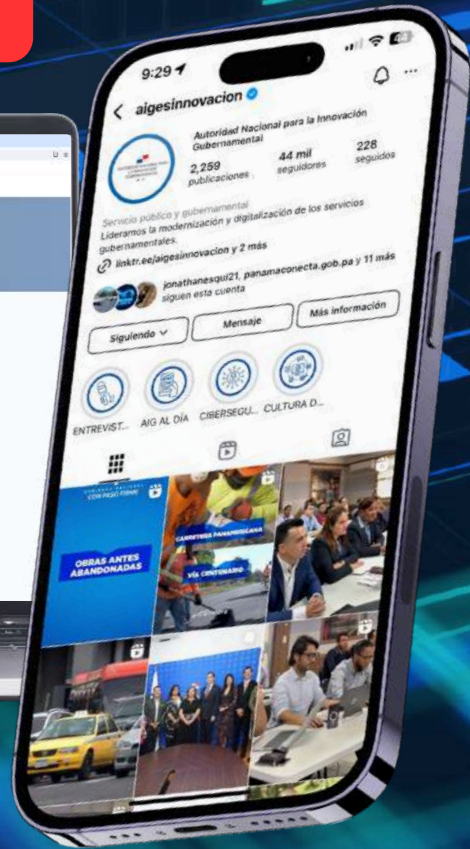 9:29
aigesinnovacion
Autoridad Nacional para la Innovación
Gubernamental
2,259
publicaciones
44 mil
seguidores
228
seguidos
Servicio público y gubernamental
Lideramos la modernización y digitalización de los servicios
gubernamentales.
linktr.ee/aigesinnovacion y 2 más
jonathanesqui21, panamaconecta.gob.pa y 11 más
siguen esta cuenta
Siguiendo
Mensaje
Más información
ENTREVIST...
AIG AL DÍA
CIBERSEGU...
CULTURA D...
CON PASO FIRME
OBRAS ANTES
ABANDONADAS
CARRETERA PANAMERICANA
VÍA CENTENARIO